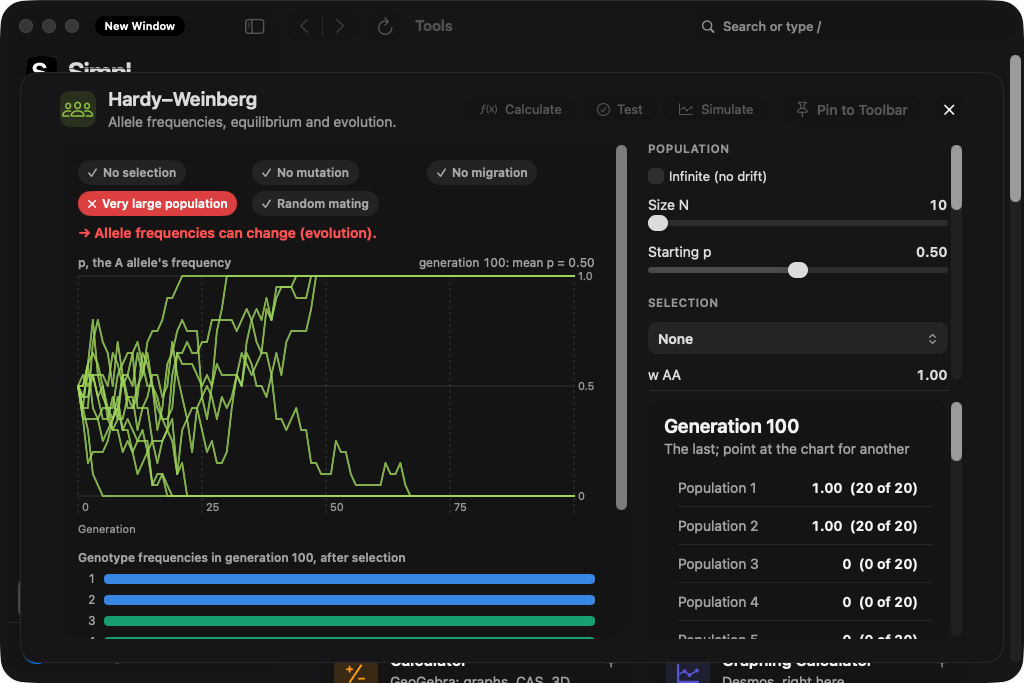 New Window
Tools
Search or type /
Hardy–Weinberg
Allele frequencies, equilibrium and evolution.
f(x) Calculate
Test
Simulate
Pin to Toolbar
No selection
No mutation
No migration
Very large population
Random mating
→ Allele frequencies can change (evolution).
p, the A allele's frequency
generation 100: mean p = 0.50
1.0
0.5
0
0 25 50 75
Generation
Genotype frequencies in generation 100, after selection
1
2
3
POPULATION
Infinite (no drift)
Size N 10
Starting p 0.50
SELECTION
None
w AA 1.00
Generation 100
The last; point at the chart for another
Population 1 1.00 (20 of 20)
Population 2 1.00 (20 of 20)
Population 3 0 (0 of 20)
Population 4 0 (0 of 20)
Population 5 0 (0 of 20)
Calculator
GeoGebra: graphs, CAS, 3D
Graphing Calculator
Desmos, right here